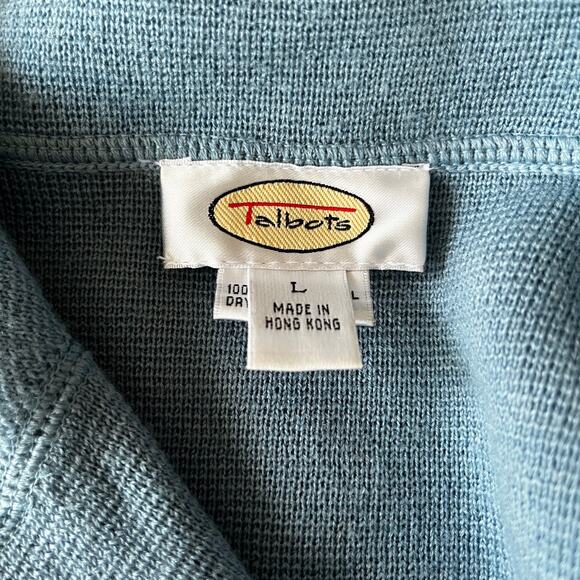 Talbots
L
100 L
DRY
MADE IN
HONG KONG